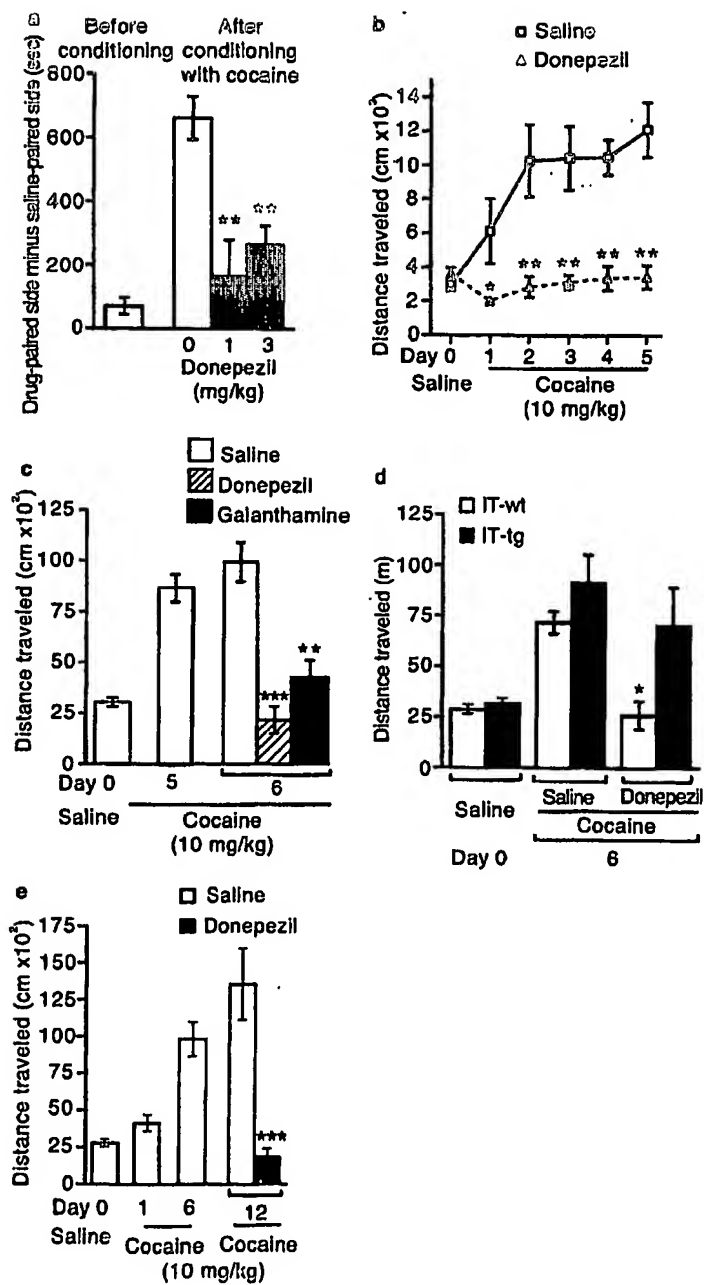 a
Before conditioning
After conditioning with cocaine
Drug-paired side minus saline-paired side (sec)
800
600
400
200
0
** **
0 1 3
Donepezil
(mg/kg)
b
Saline
Donepezil
Distance traveled (cm x10³)
14
12
10
8
6
4
2
0
* ** ** ** **
Day 0 1 2 3 4 5
Saline Cocaine
(10 mg/kg)
c
Saline
Donepezil
Galanthamine
Distance traveled (cm x10²)
125
100
75
50
25
0
*** **
Day 0 5 6
Saline Cocaine
(10 mg/kg)
d
IT-wt
IT-tg
Distance traveled (m)
125
100
75
50
25
0
*
Saline Saline Donepezil
Cocaine
Day 0 6
e
Saline
Donepezil
Distance traveled (cm x10²)
175
150
125
100
75
50
25
0
***
Day 0 1 6 12
Saline Cocaine Cocaine
(10 mg/kg)